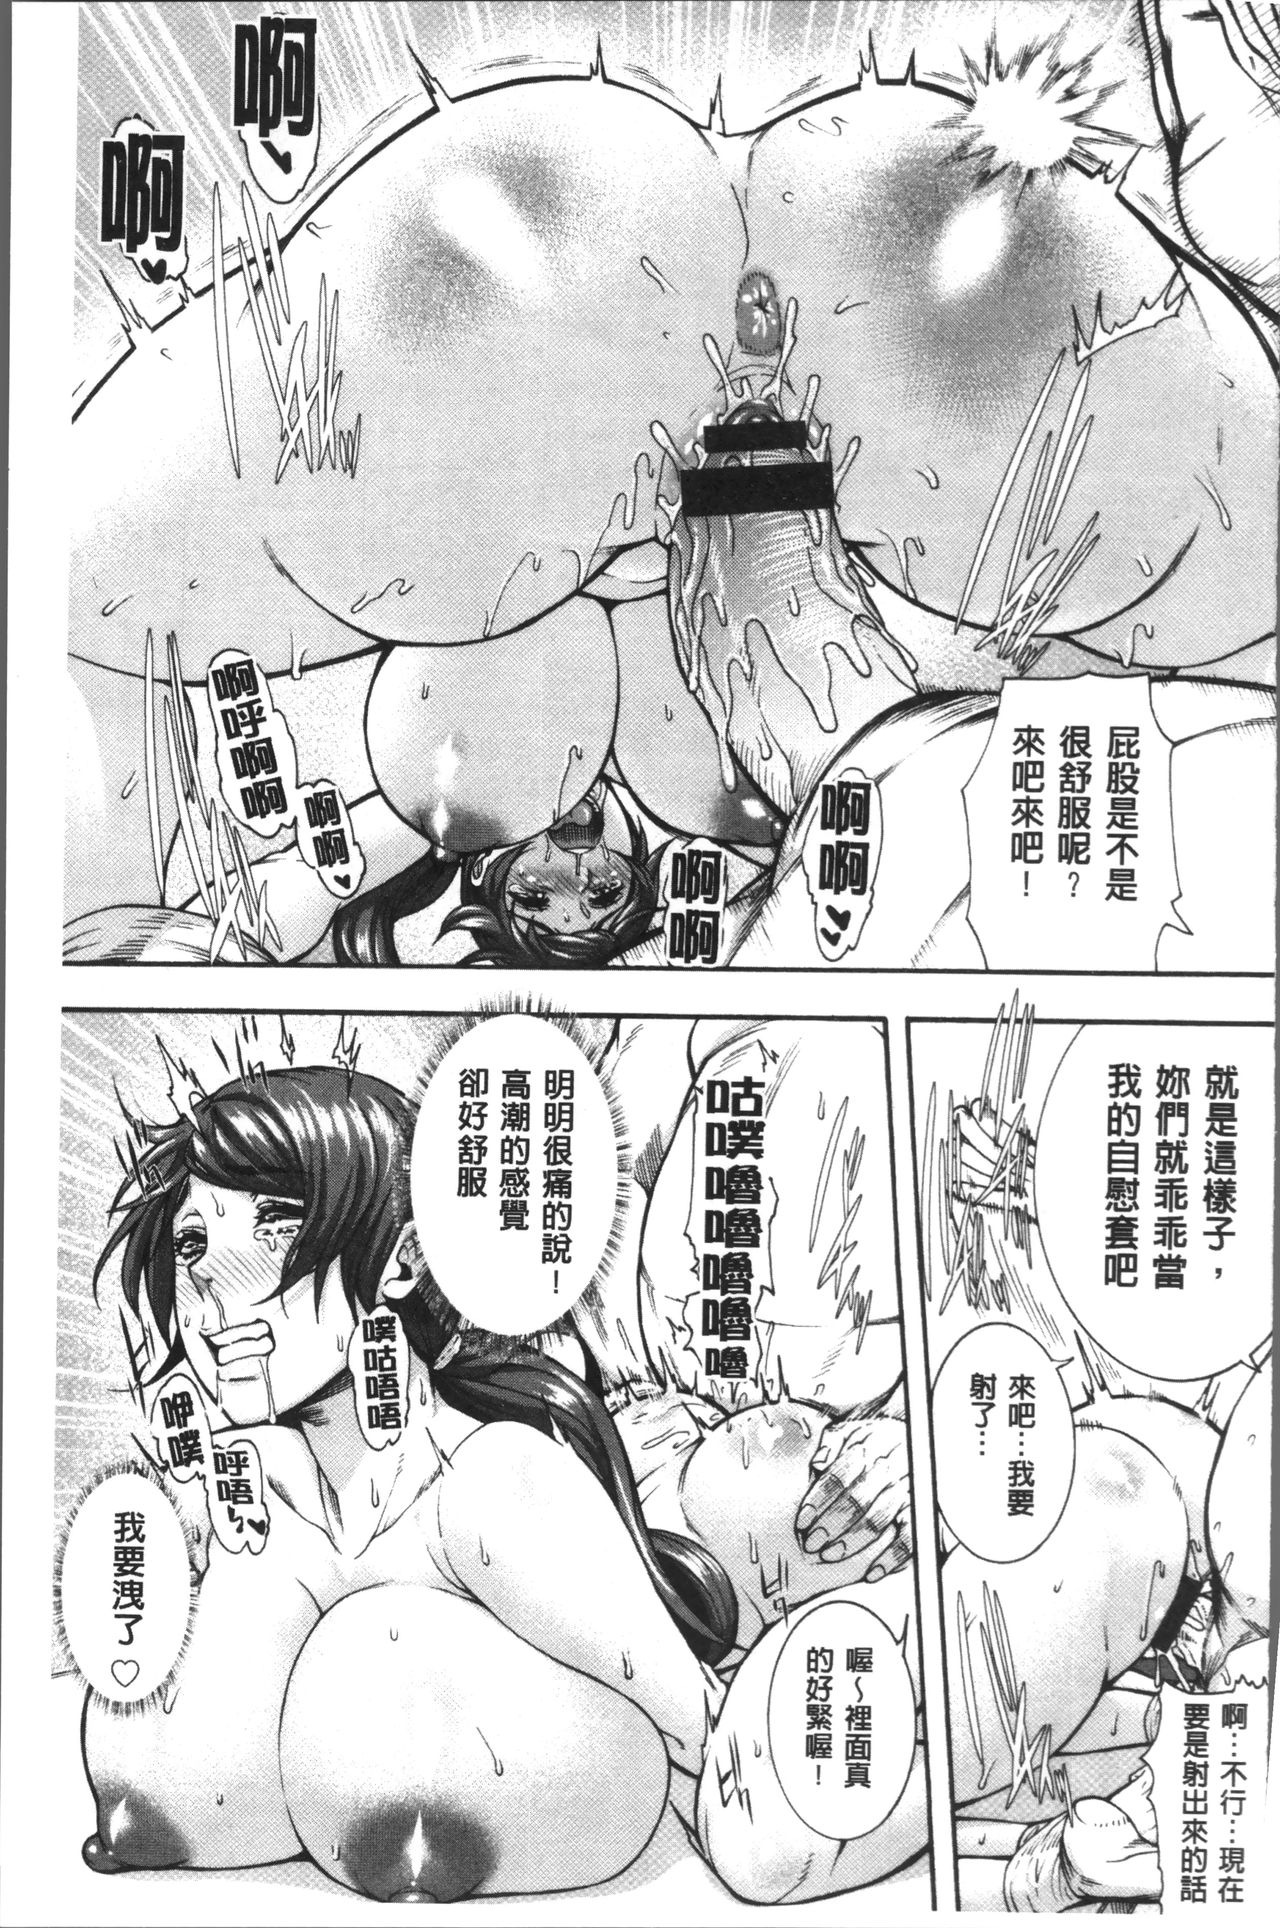 啊
啊
屁股是不是
很舒服呢？
來吧來吧！
啊啊
啊啊
啊啊
啊呼啊啊
就是這樣子，
妳們就乖乖當
我的自慰套吧
來吧…我要
射了…
啊…不行…現在
要是射出來的話
咕噗嚕嚕嚕嚕嚕
明明很痛的說！
高潮的感覺
卻好舒服
噗咕唔唔
呼唔
喔～裡面真
的好緊喔！
我要洩了♡